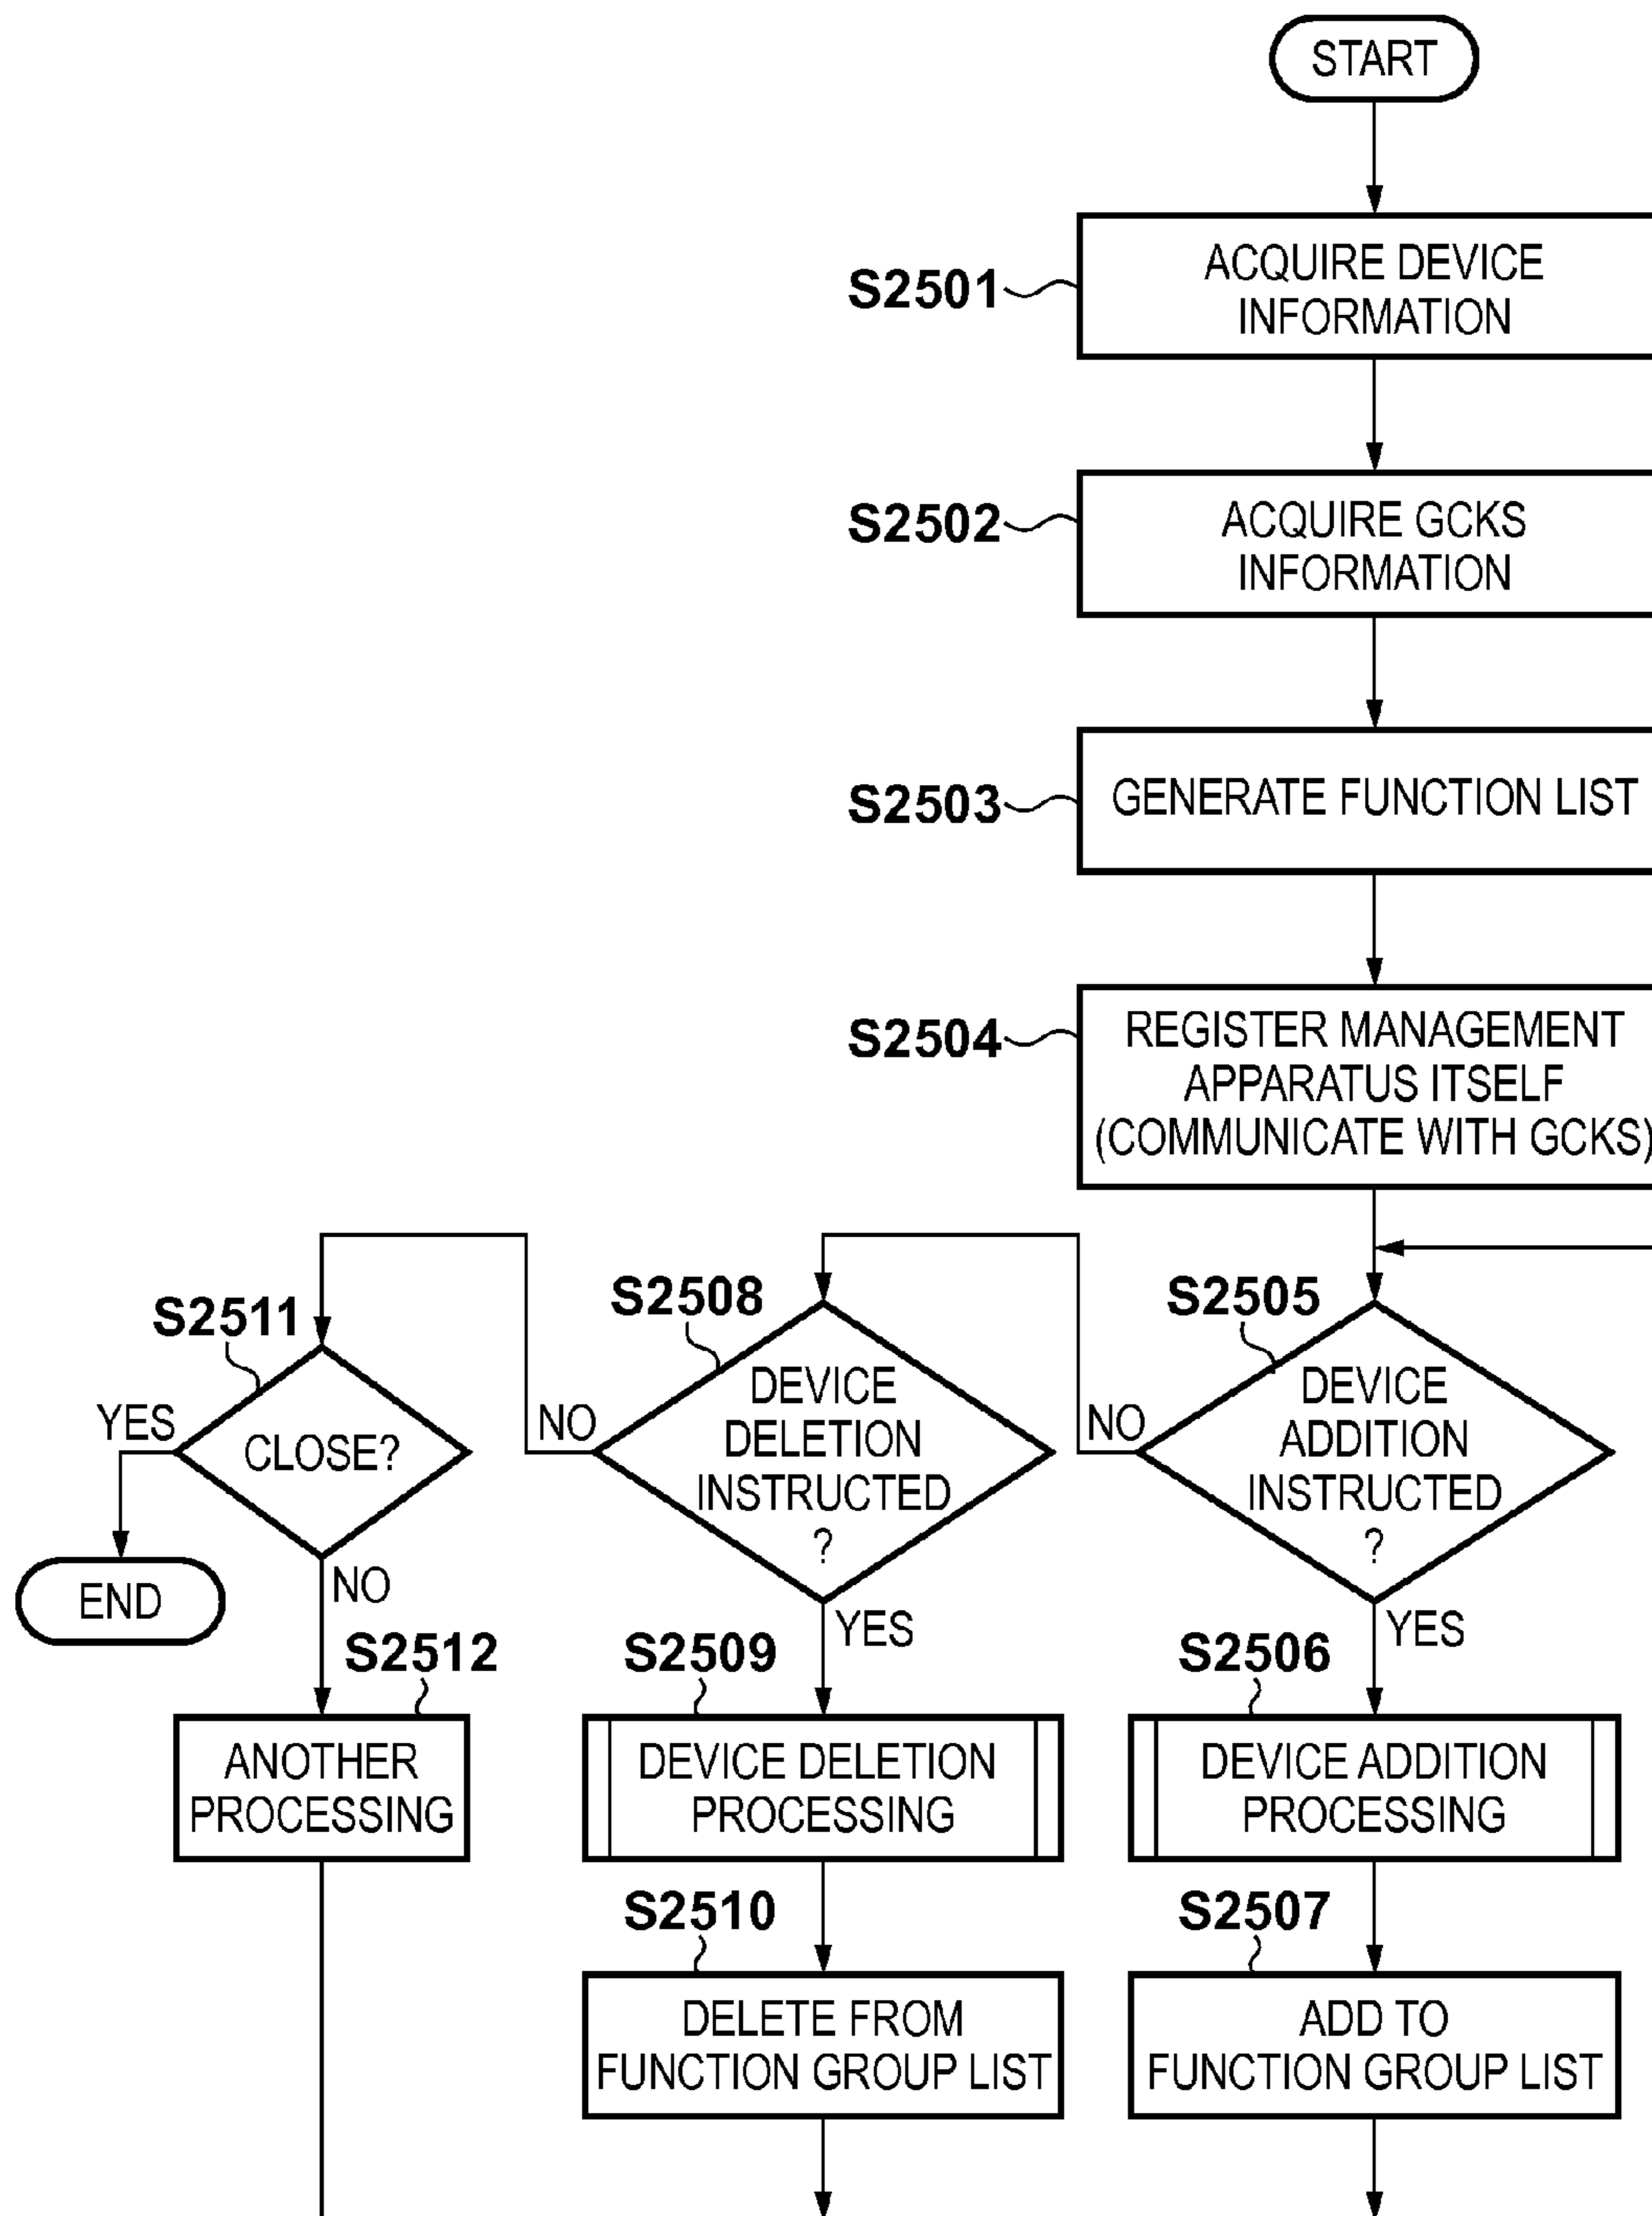 START
S2501
ACQUIRE DEVICE
INFORMATION
S2502
ACQUIRE GCKS
INFORMATION
S2503
GENERATE FUNCTION LIST
S2504
REGISTER MANAGEMENT
APPARATUS ITSELF
(COMMUNICATE WITH GCKS)
S2505
DEVICE
ADDITION
INSTRUCTED
?
NO
YES
S2506
DEVICE ADDITION
PROCESSING
S2507
ADD TO
FUNCTION GROUP LIST
S2508
DEVICE
DELETION
INSTRUCTED
?
NO
YES
S2509
DEVICE DELETION
PROCESSING
S2510
DELETE FROM
FUNCTION GROUP LIST
S2511
CLOSE?
YES
END
NO
S2512
ANOTHER
PROCESSING